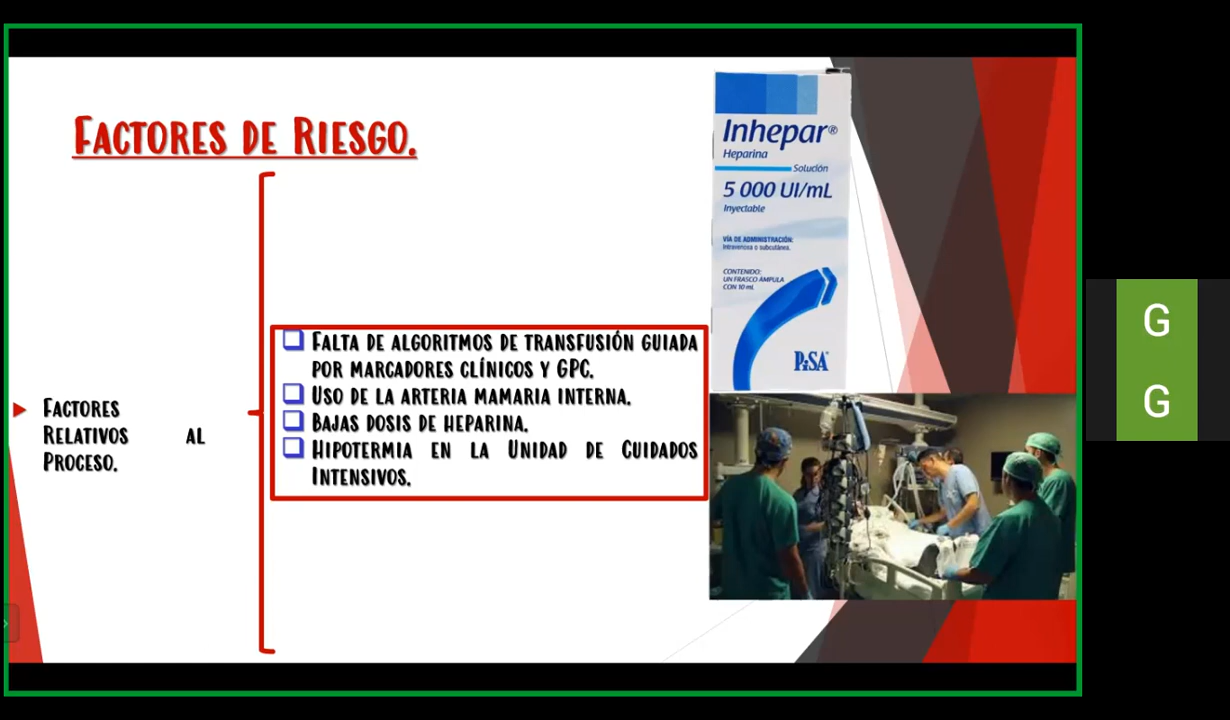 Factores de Riesgo.
Factores
Relativos al
Proceso.
Falta de algoritmos de transfusión guiada
por marcadores clínicos y GPC.
Uso de la arteria mamaria interna.
Bajas dosis de heparina.
Hipotermia en la Unidad de Cuidados
Intensivos.
Inhepar®
Heparina
Solución
5 000 UI/mL
Inyectable
VÍA DE ADMINISTRACIÓN:
Intravenosa o subcutánea.
CONTENIDO:
UN FRASCO ÁMPULA
CON 10 mL
PiSA
G
G